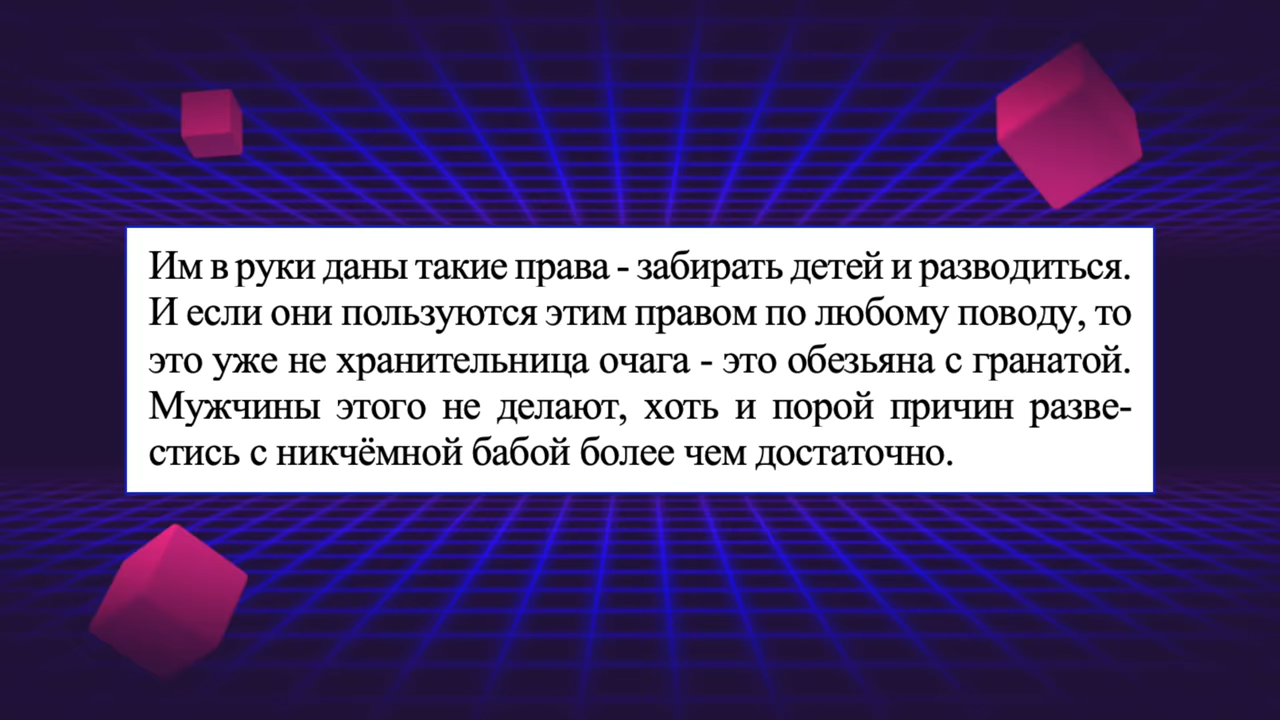 Им в руки даны такие права - забирать детей и разводиться.
И если они пользуются этим правом по любому поводу, то
это уже не хранительница очага - это обезьяна с гранатой.
Мужчины этого не делают, хоть и порой причин разве-
стись с никчёмной бабой более чем достаточно.